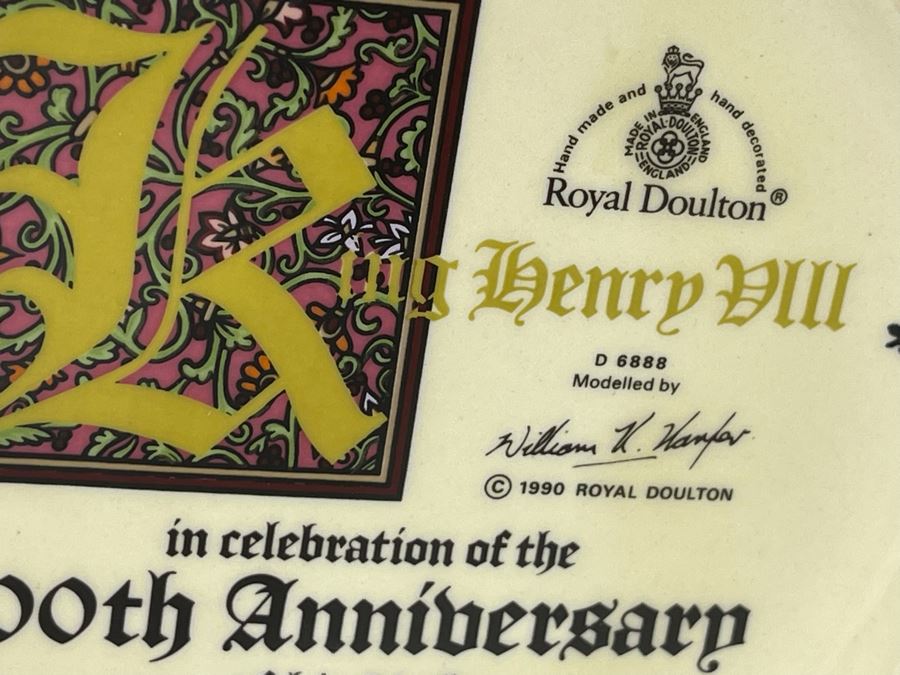 Hand made and hand decorated
MADE IN ENGLAND
ROYAL·DOULTON
ENGLAND
Royal Doulton®
King Henry VIII
D 6888
Modelled by
William K. Harper
© 1990 ROYAL DOULTON
in celebration of the
00th Anniversary